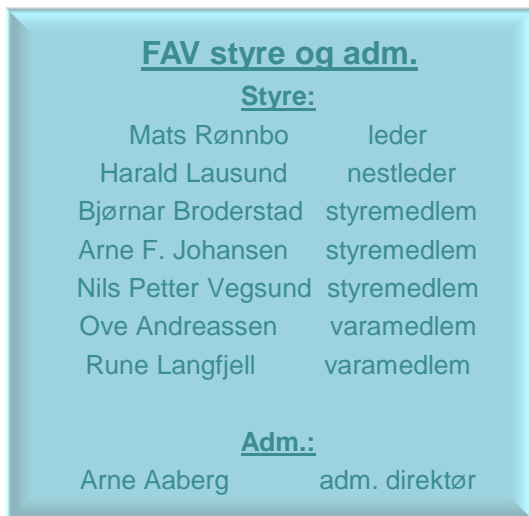 FAV styre og adm.
Styre:
Mats Rønnbo leder
Harald Lausund nestleder
Bjørnar Broderstad styremedlem
Arne F. Johansen styremedlem
Nils Petter Vegsund styremedlem
Ove Andreassen varamedlem
Rune Langfjell varamedlem
Adm.:
Arne Aaberg adm. direktør